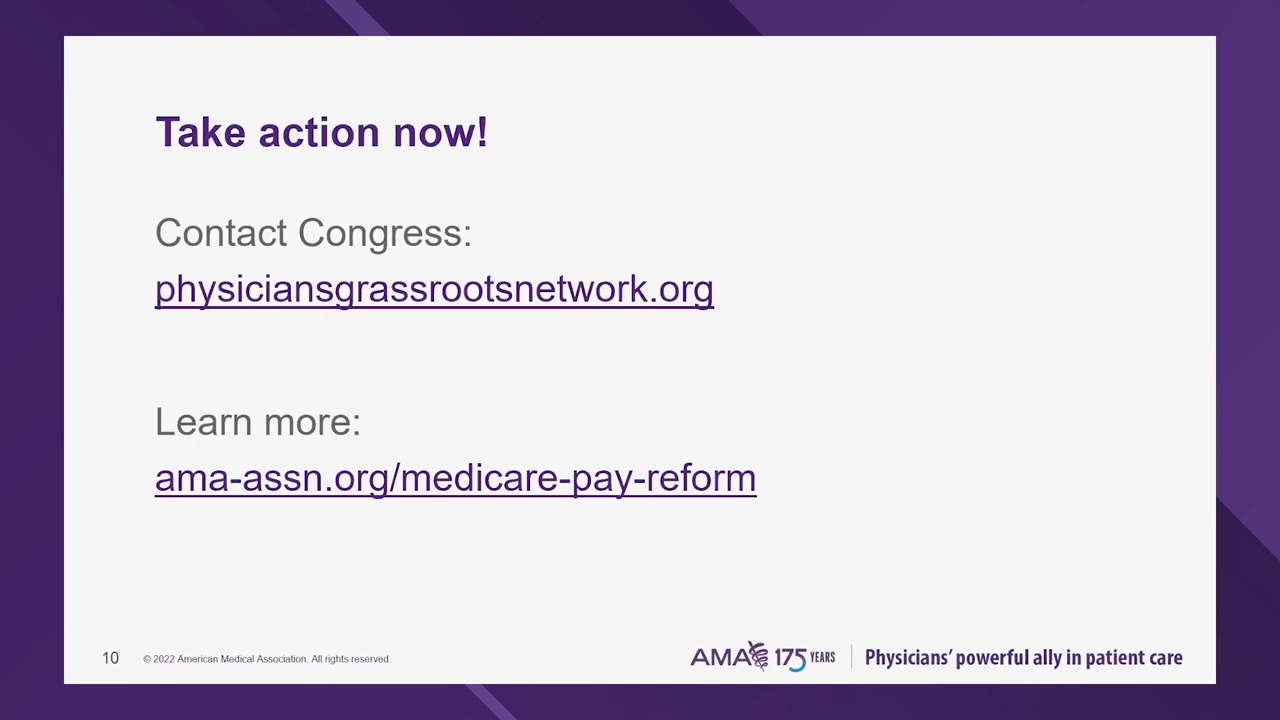 Take action now!
Contact Congress:
physiciansgrassrootsnetwork.org
Learn more:
ama-assn.org/medicare-pay-reform
10 © 2022 American Medical Association. All rights reserved.
AMA 175 YEARS Physicians’ powerful ally in patient care